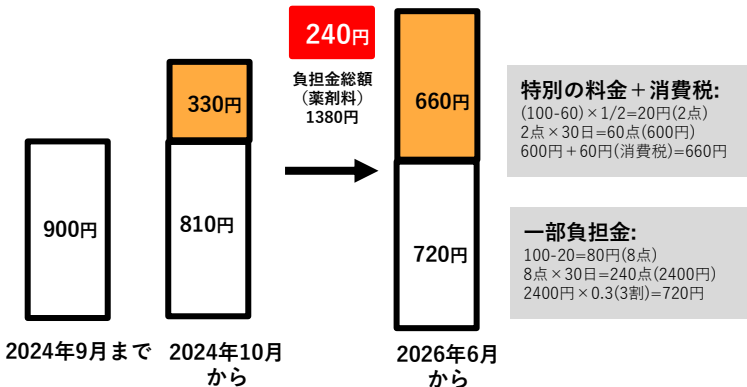 240円
負担金総額
（薬剤料）
1380円
900円
330円
810円
660円
720円
2024年9月まで
2024年10月
から
2026年6月
から
特別の料金＋消費税:
(100-60)×1/2=20円(2点)
2点×30日=60点(600円)
600円＋60円(消費税)=660円
一部負担金:
100-20=80円(8点)
8点×30日=240点(2400円)
2400円×0.3(3割)=720円